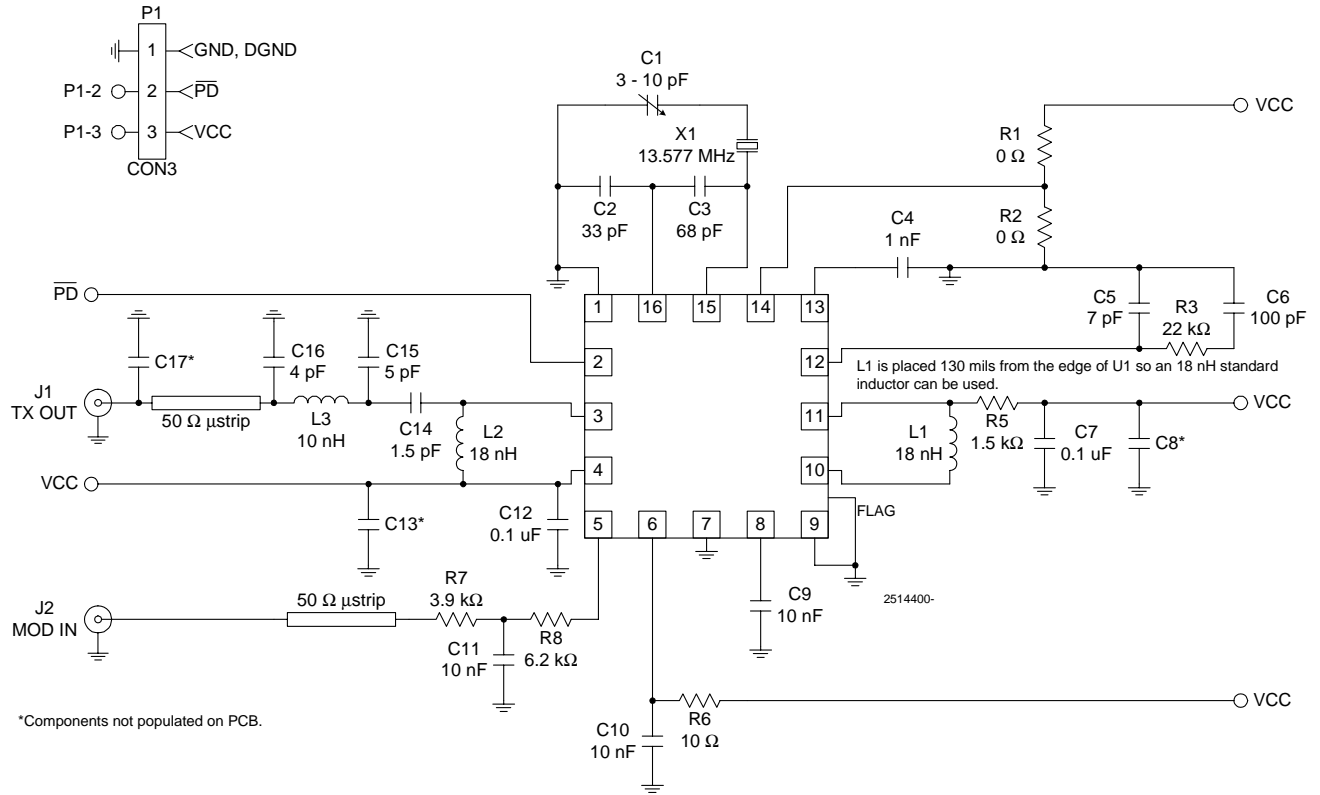 P1
1 GND, DGND
P1-2 2 PD
P1-3 3 VCC
CON3
C1
3 - 10 pF
X1
13.577 MHz
C2
33 pF
C3
68 pF
VCC
R1
0 Ω
R2
0 Ω
C4
1 nF
C5
7 pF
R3
22 kΩ
C6
100 pF
PD
1 16 15 14 13
2
3
4
5 6 7 8 9
12
11
10
L1 is placed 130 mils from the edge of U1 so an 18 nH standard
inductor can be used.
C17*
C16
4 pF
C15
5 pF
J1
TX OUT
50 Ω µstrip
L3
10 nH
C14
1.5 pF
L2
18 nH
VCC
C13*
C12
0.1 uF
L1
18 nH
R5
1.5 kΩ
C7
0.1 uF
C8*
VCC
FLAG
2514400-
J2
MOD IN
50 Ω µstrip
R7
3.9 kΩ
C11
10 nF
R8
6.2 kΩ
C9
10 nF
C10
10 nF
R6
10 Ω
VCC
*Components not populated on PCB.